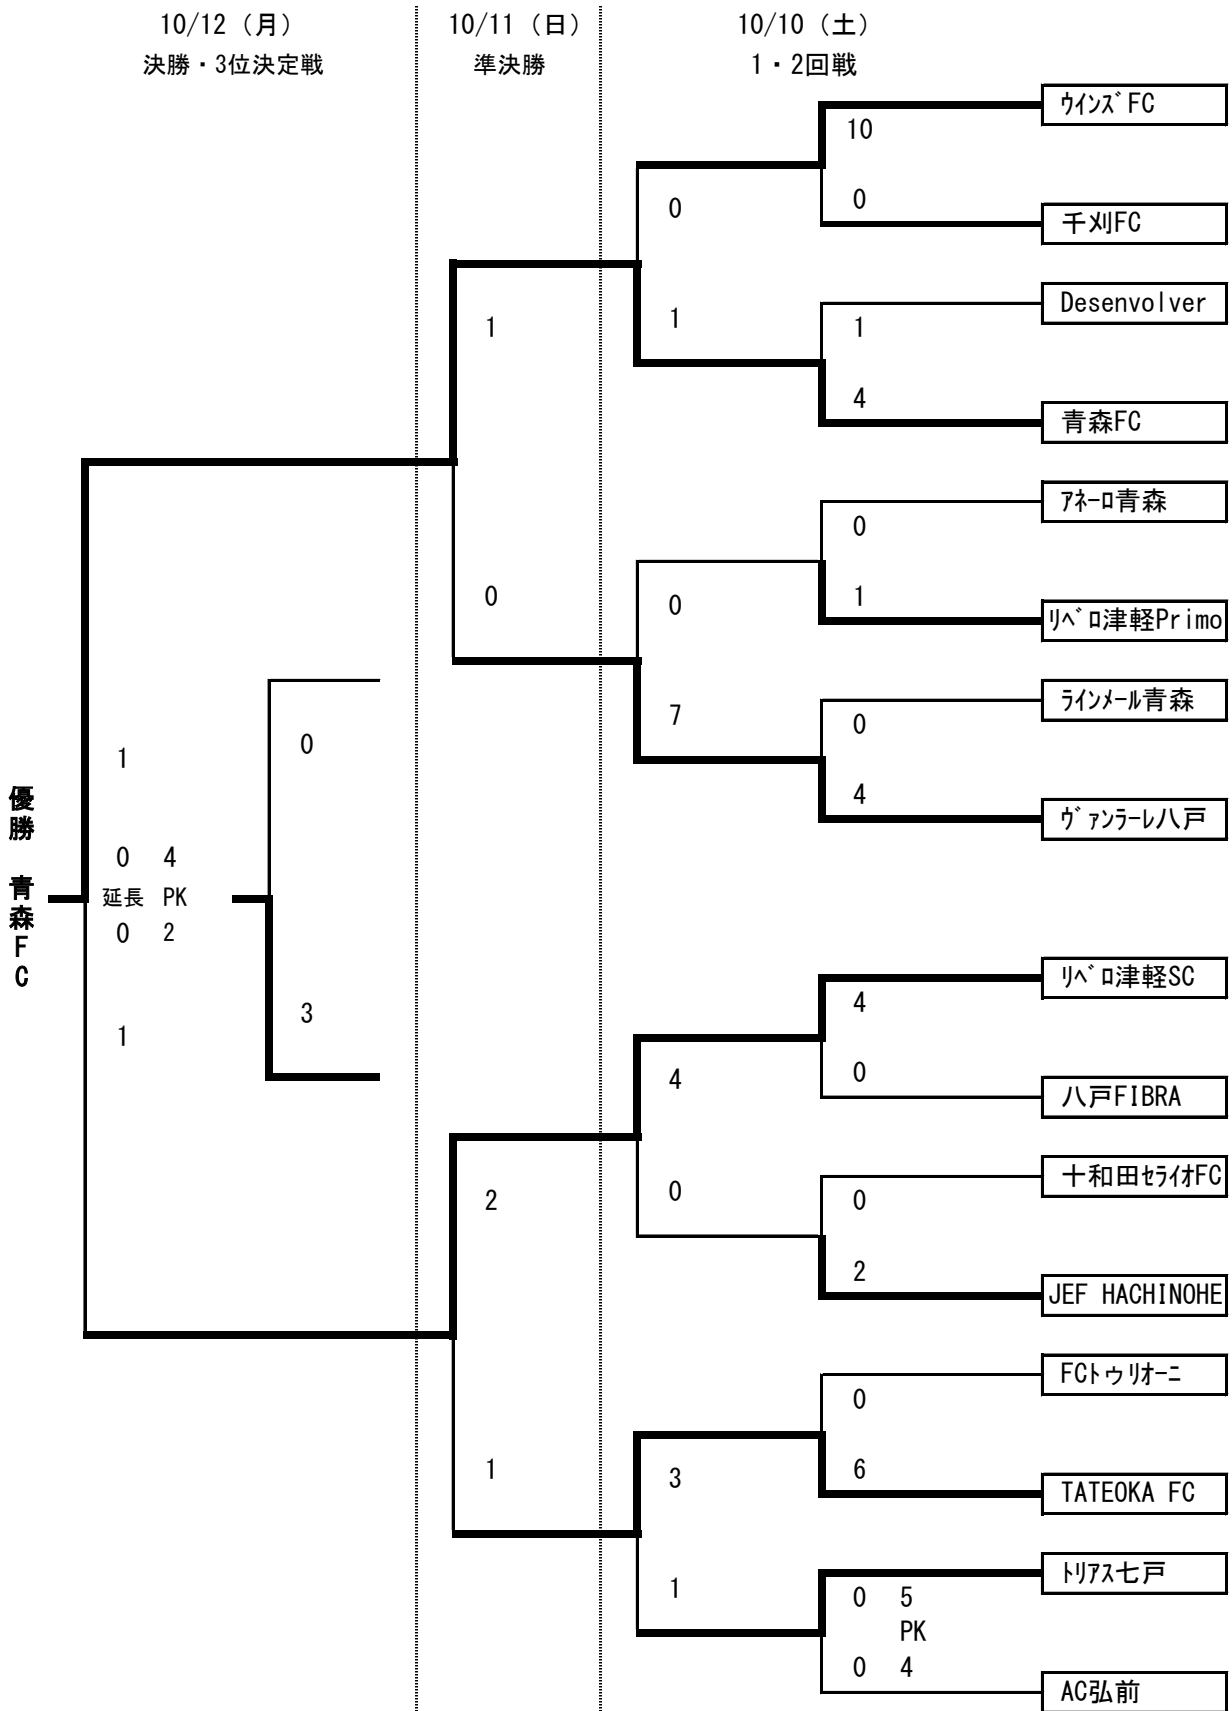 10/12（月）
決勝・3位決定戦
10/11（日）
準決勝
10/10（土）
1・2回戦
ｳｲﾝｽﾞFC
10
0
千刈FC
0
1
Desenvolver
1
4
青森FC
1
0
ｱﾈｰﾛ青森
0
1
ﾘﾍﾞﾛ津軽Primo
0
7
ﾗｲﾝﾒｰﾙ青森
0
4
ｳﾞｧﾝﾗｰﾚ八戸
優勝　青森FC
1
0 4
延長 PK
0 2
1
0
3
ﾘﾍﾞﾛ津軽SC
4
0
八戸FIBRA
4
0
十和田ｾﾗｲｵFC
0
2
JEF HACHINOHE
2
1
FCﾄｩﾘｵｰﾆ
0
6
TATEOKA FC
3
1
ﾄﾘｱｽ七戸
0 5
PK
0 4
AC弘前